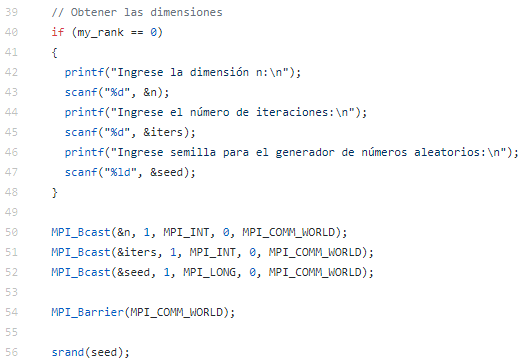 39 // Obtener las dimensiones
40 if (my_rank == 0)
41 {
42 printf("Ingrese la dimensión n:\n");
43 scanf("%d", &n);
44 printf("Ingrese el número de iteraciones:\n");
45 scanf("%d", &iters);
46 printf("Ingrese semilla para el generador de números aleatorios:\n");
47 scanf("%ld", &seed);
48 }
49
50 MPI_Bcast(&n, 1, MPI_INT, 0, MPI_COMM_WORLD);
51 MPI_Bcast(&iters, 1, MPI_INT, 0, MPI_COMM_WORLD);
52 MPI_Bcast(&seed, 1, MPI_LONG, 0, MPI_COMM_WORLD);
53
54 MPI_Barrier(MPI_COMM_WORLD);
55
56 srand(seed);